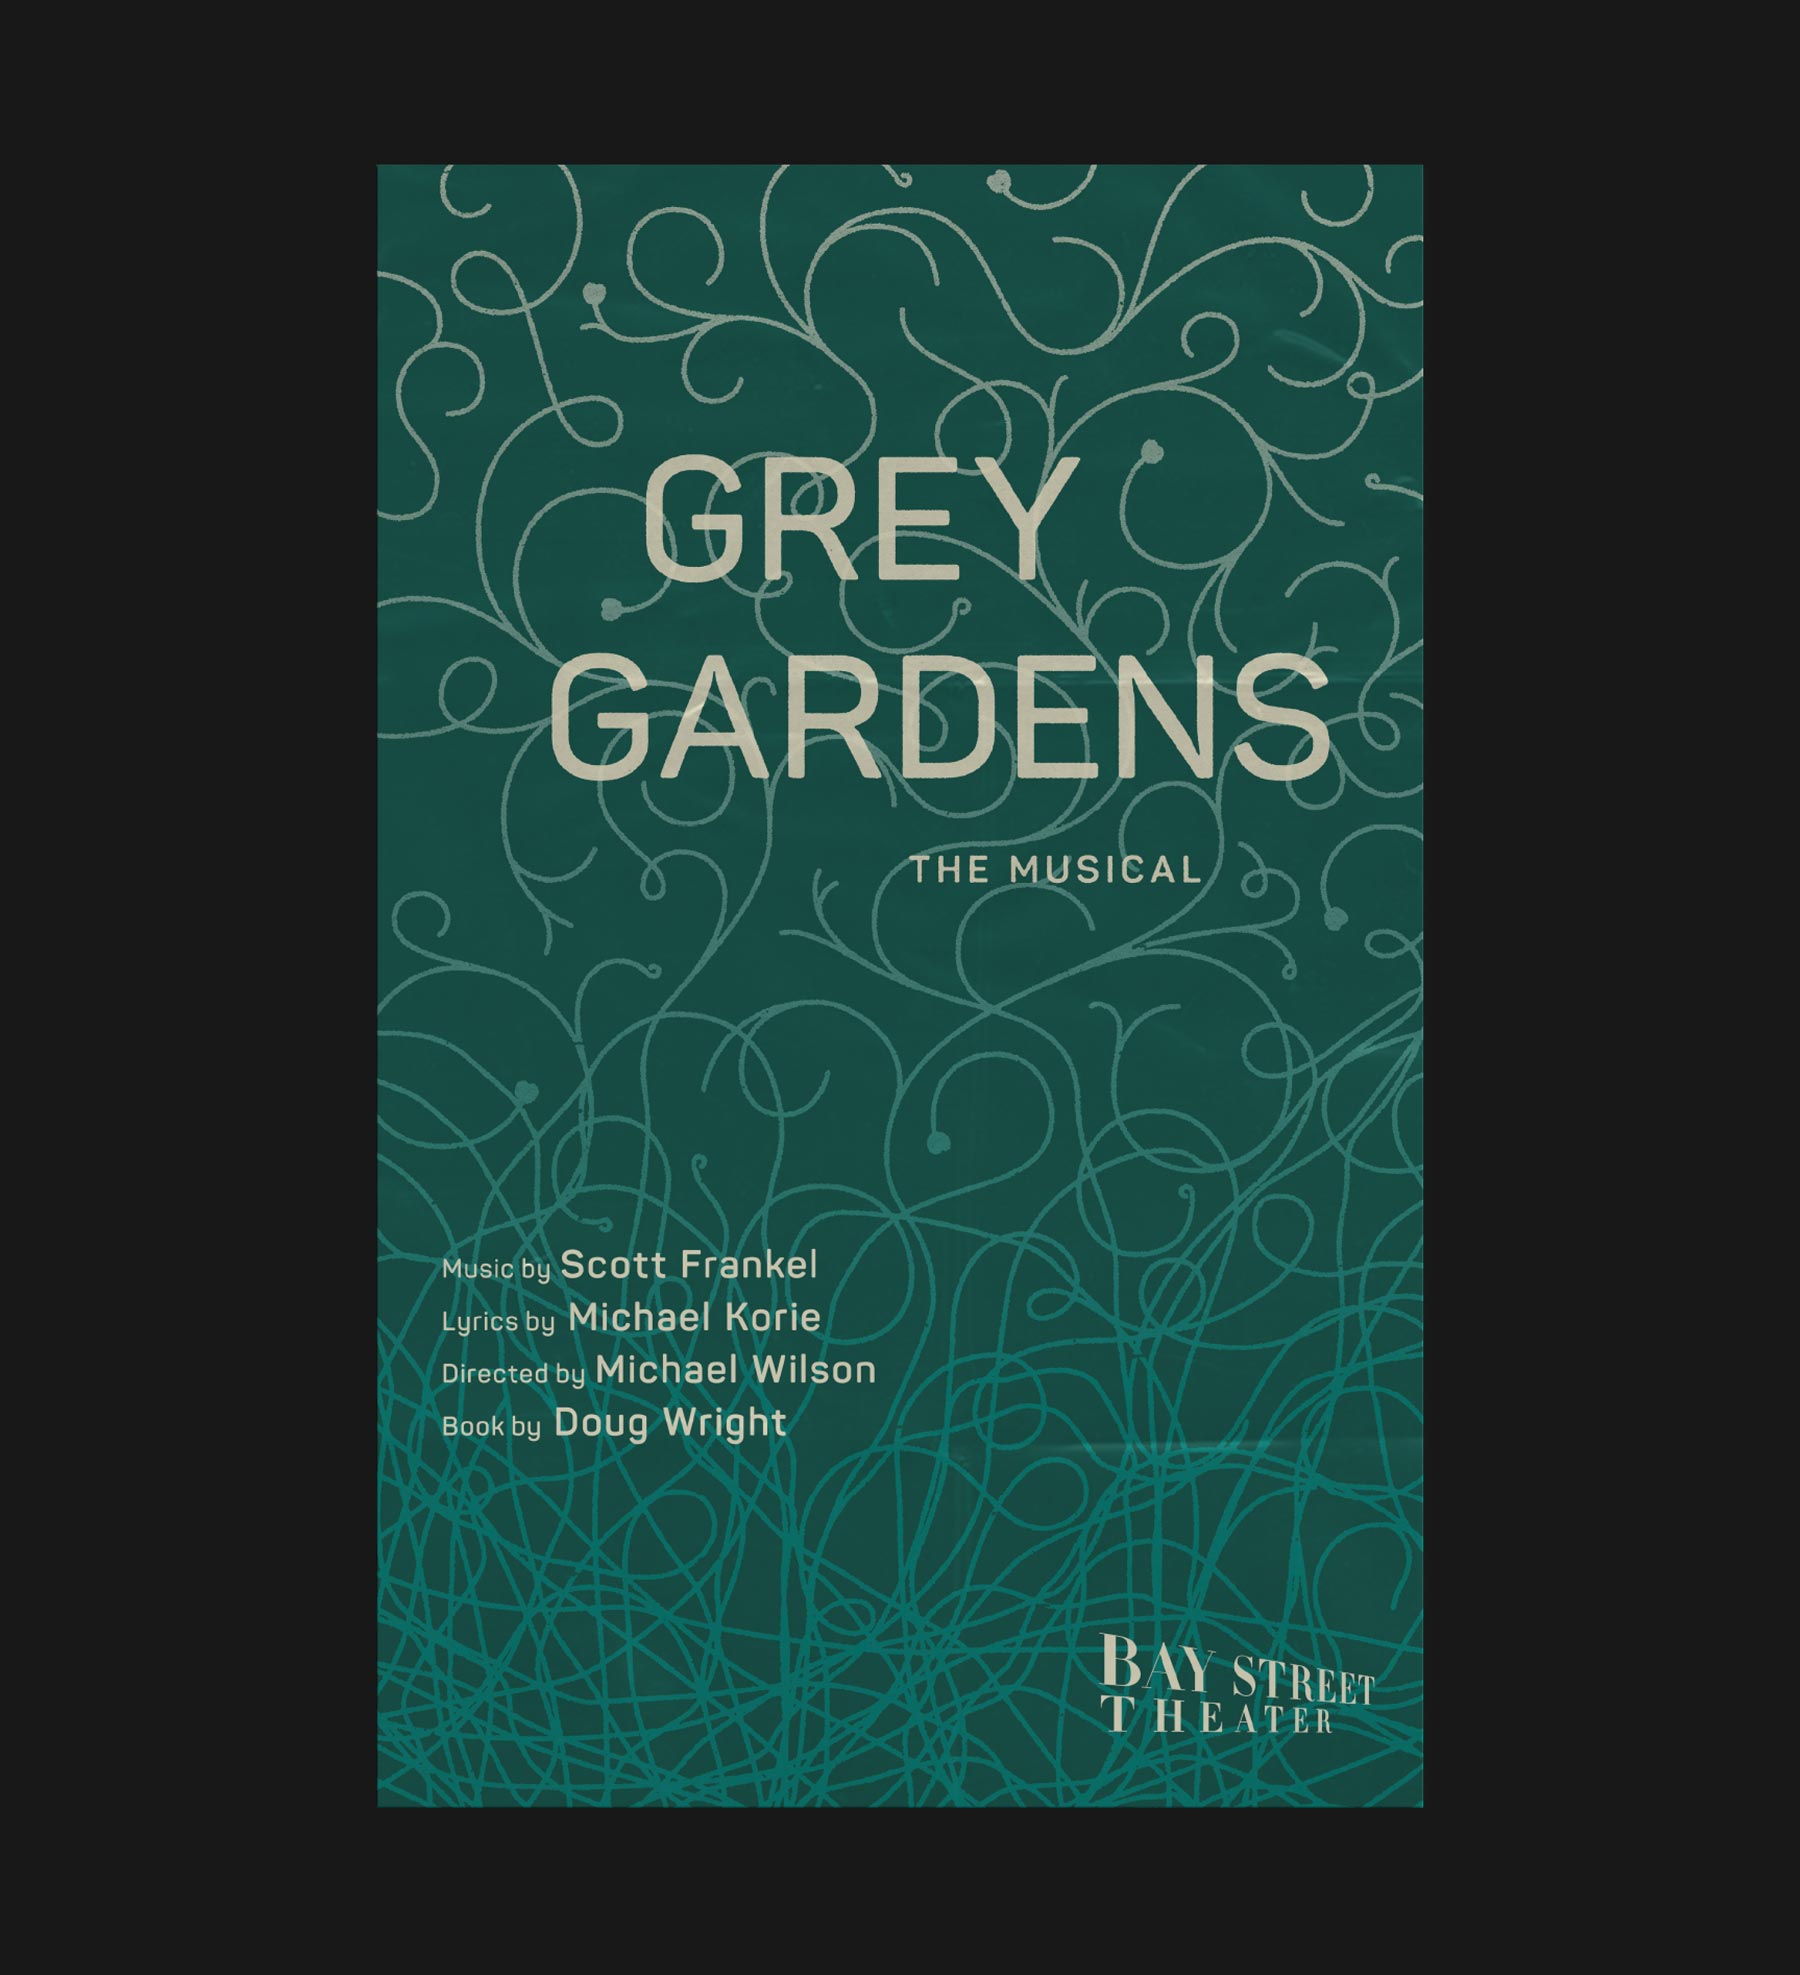 GREY
GARDENS
THE MUSICAL
Music by Scott Frankel
Lyrics by Michael Korie
Directed by Michael Wilson
Book by Doug Wright
BAY STREET
THEATER